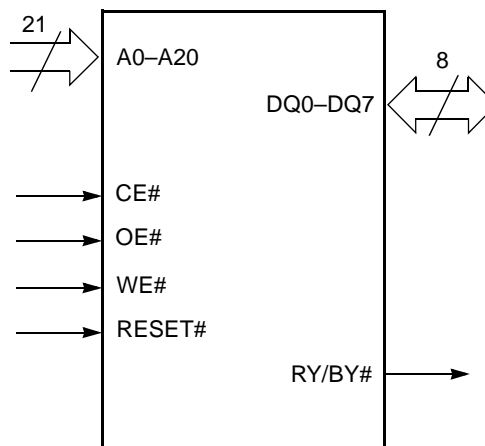 21
A0–A20
8
DQ0–DQ7
CE#
OE#
WE#
RESET#
RY/BY#